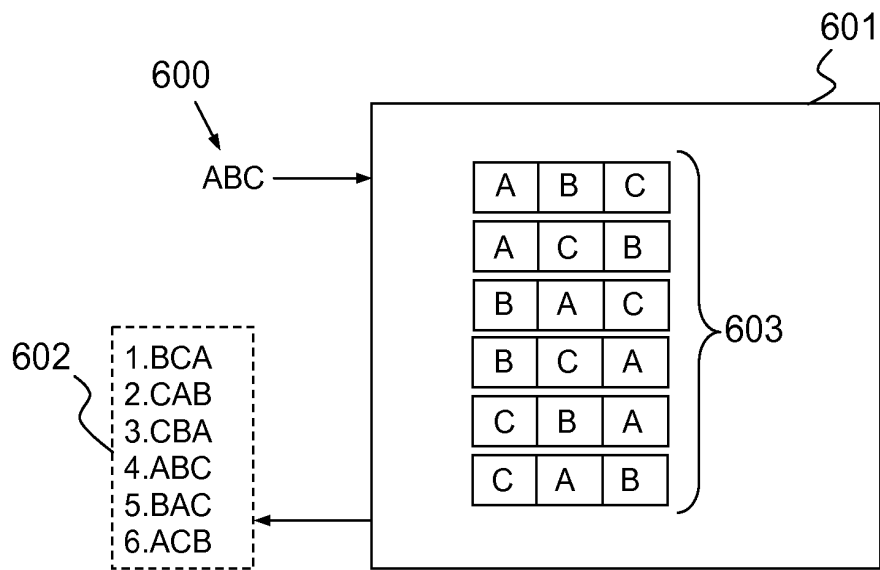 601
600
ABC
A B C
A C B
B A C
B C A
C B A
C A B
603
602
1.BCA
2.CAB
3.CBA
4.ABC
5.BAC
6.ACB